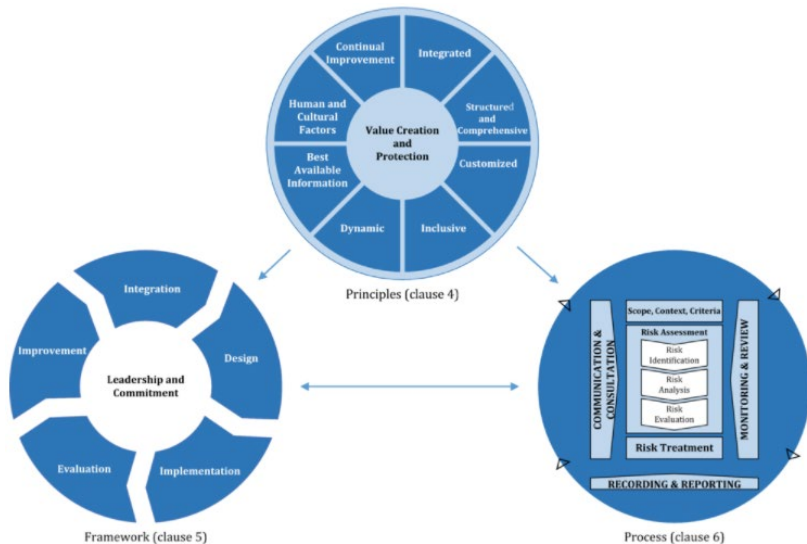 Continual
Improvement
Integrated
Structured
and
Comprehensive
Customized
Inclusive
Dynamic
Best
Available
Information
Human and
Cultural
Factors
Value Creation
and
Protection
Principles (clause 4)
Integration
Design
Implementation
Evaluation
Improvement
Leadership and
Commitment
Framework (clause 5)
Scope, Context, Criteria
Risk Assessment
Risk
Identification
Risk
Analysis
Risk
Evaluation
Risk Treatment
COMMUNICATION &
CONSULTATION
MONITORING & REVIEW
RECORDING & REPORTING
Process (clause 6)